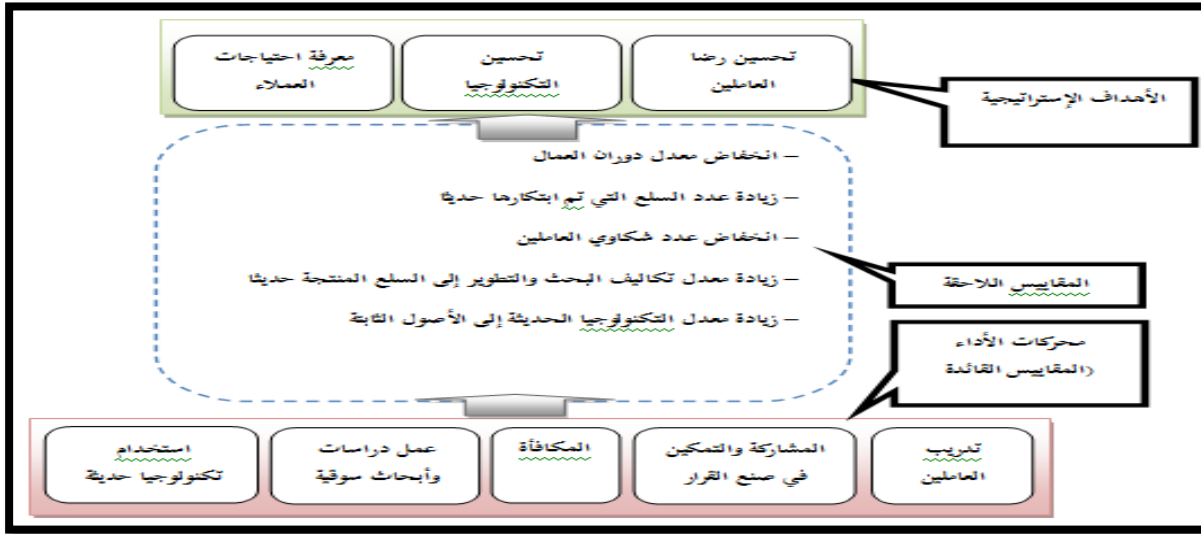 تحسين رضا
العاملين
تحسين
التكنولوجيا
معرفة احتياجات
العملاء
الأهداف الإستراتيجية
– انخفاض معدل دوران العمال
– زيادة عدد السلع التي تم ابتكارها حديثا
– انخفاض عدد شكاوي العاملين
– زيادة معدل تكاليف البحث والتطوير إلى السلع المنتجة حديثا
– زيادة معدل التكنولوجيا الحديثة إلى الأصول الثابتة
المقاييس اللاحقة
محركات الأداء
(المقاييس القائدة
تدريب
العاملين
المشاركة والتمكين
في صنع القرار
المكافأة
عمل دراسات
وأبحاث سوقية
استخدام
تكنولوجيا حديثة